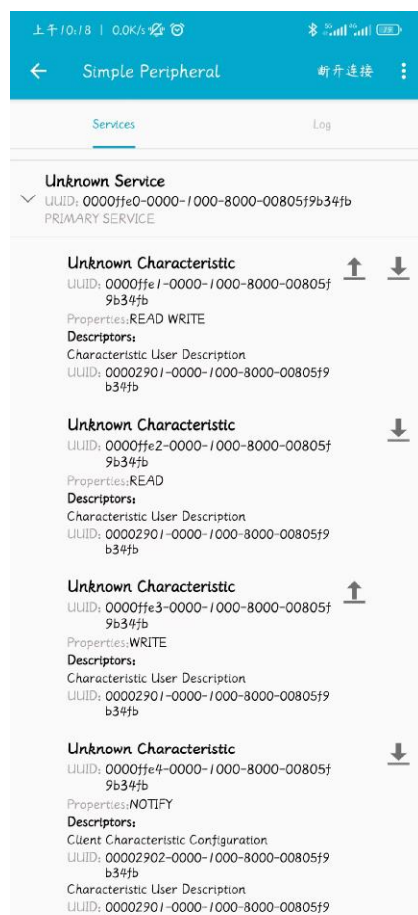 上午10:18 | 0.0K/s
Simple Peripheral 断开连接
Services Log
Unknown Service
UUID: 0000ffe0-0000-1000-8000-00805f9b34fb
PRIMARY SERVICE
Unknown Characteristic
UUID: 0000ffe1-0000-1000-8000-00805f
9b34fb
Properties:READ WRITE
Descriptors:
Characteristic User Description
UUID: 00002901-0000-1000-8000-00805f9
b34fb
Unknown Characteristic
UUID: 0000ffe2-0000-1000-8000-00805f
9b34fb
Properties:READ
Descriptors:
Characteristic User Description
UUID: 00002901-0000-1000-8000-00805f9
b34fb
Unknown Characteristic
UUID: 0000ffe3-0000-1000-8000-00805f
9b34fb
Properties:WRITE
Descriptors:
Characteristic User Description
UUID: 00002901-0000-1000-8000-00805f9
b34fb
Unknown Characteristic
UUID: 0000ffe4-0000-1000-8000-00805f
9b34fb
Properties:NOTIFY
Descriptors:
Client Characteristic Configuration
UUID: 00002902-0000-1000-8000-00805f9
b34fb
Characteristic User Description
UUID: 00002901-0000-1000-8000-00805f9